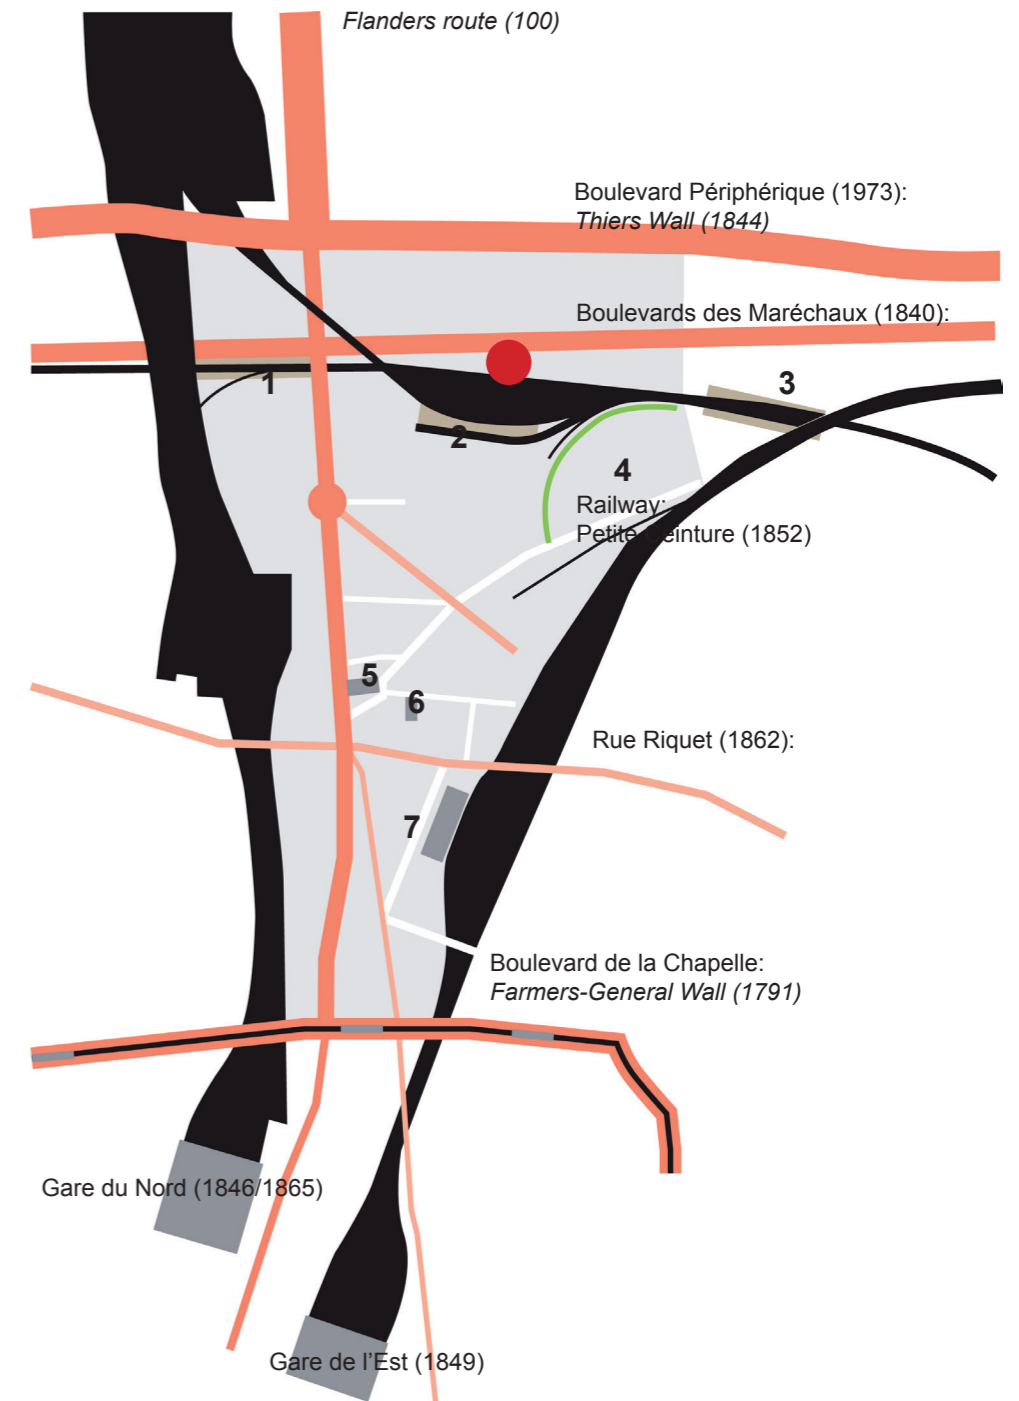 Flanders route (100)
Boulevard Périphérique (1973):
Thiers Wall (1844)
Boulevards des Maréchaux (1840):
1
3
2
4
Railway:
Petite Ceinture (1852)
5
6
Rue Riquet (1862):
7
Boulevard de la Chapelle:
Farmers-General Wall (1791)
Gare du Nord (1846/1865)
Gare de l'Est (1849)